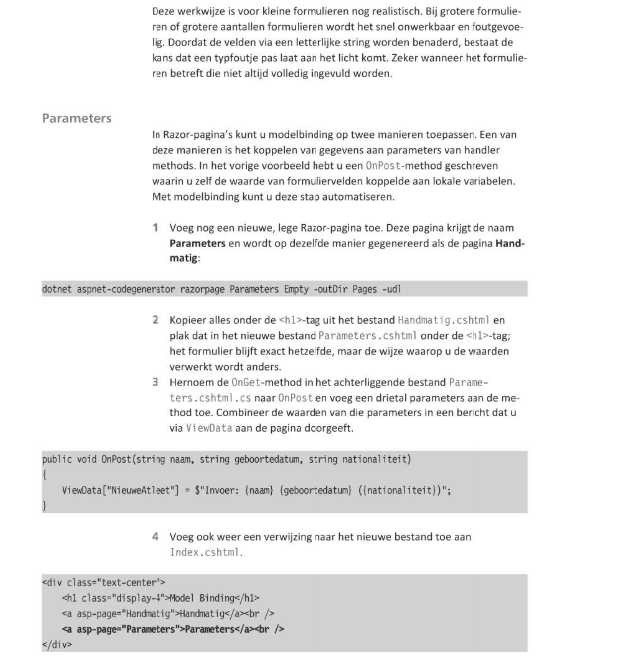 Deze werkwijze is voor kleine formulieren nog realistisch. Bij grotere formulie-
ren of grotere aantallen formulieren wordt het snel onwerkbaar en foutgevoe-
lig. Doordat de velden via een letterlijke string worden benaderd, bestaat de
kans dat een typfoutje pas laat aan het licht komt. Zeker wanneer het formulie-
ren betreft die niet altijd volledig ingevuld worden.
Parameters
In Razor-pagina's kunt u modelbinding op twee manieren toepassen. Een van
deze manieren is het koppelen van gegevens aan parameters van handler
methods. In het vorige voorbeeld hebt u een OnPost-method geschreven
waarin u zelf de waarde van formuliervelden koppelde aan lokale variabelen.
Met modelbinding kunt u deze stap automatiseren.
1 Voeg nog een nieuwe, lege Razor-pagina toe. Deze pagina krijgt de naam
Parameters en wordt op dezelfde manier gegenereerd als de pagina Hand-
matig:
dotnet aspnet-codegenerator razorpage Parameters Empty -outDir Pages -udl
2 Kopieer alles onder de <h1>-tag uit het bestand Handmatig.cshtml en
plak dat in het nieuwe bestand Parameters.cshtml onder de <h1>-tag;
het formulier blijft exact hetzelfde, maar de wijze waarop u de waarden
verwerkt wordt anders.
3 Hernoem de OnGet-method in het achterliggende bestand Parame-
ters.cshtml.cs naar OnPost en voeg een drietal parameters aan de me-
thod toe. Combineer de waarden van die parameters in een bericht dat u
via ViewData aan de pagina doorgeeft.
public void OnPost(string naam, string geboortedatum, string nationaliteit)
{
ViewData["NieuweAtleet"] = $"Invoer: {naam} {geboortedatum} ({nationaliteit})";
}
4 Voeg ook weer een verwijzing naar het nieuwe bestand toe aan
Index.cshtml.
<div class="text-center">
<h1 class="display-4">Model Binding</h1>
<a asp-page="Handmatig">Handmatig</a><br />
<a asp-page="Parameters">Parameters</a><br />
</div>